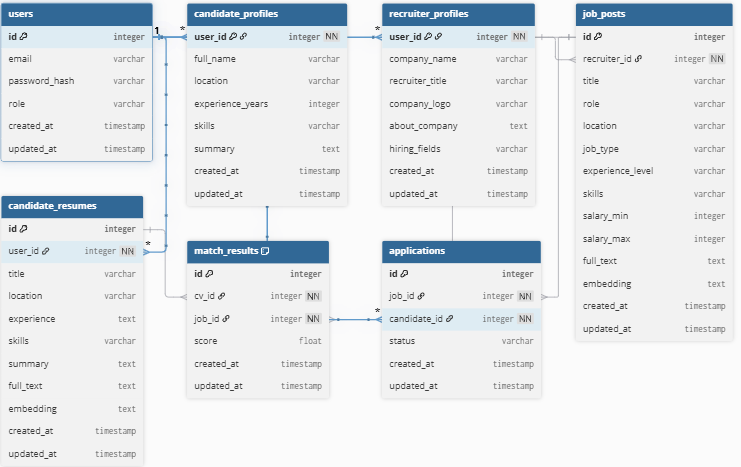 users
id integer
email varchar
password_hash varchar
role varchar
created_at timestamp
updated_at timestamp
1
*
candidate_profiles
user_id integer NN
full_name varchar
location varchar
experience_years integer
skills varchar
summary text
created_at timestamp
updated_at timestamp
*
recruiter_profiles
user_id integer NN
company_name varchar
recruiter_title varchar
company_logo varchar
about_company text
hiring_fields varchar
created_at timestamp
updated_at timestamp
job_posts
id integer
recruiter_id integer NN
title varchar
role varchar
location varchar
job_type varchar
experience_level varchar
skills varchar
salary_min integer
salary_max integer
full_text text
embedding text
created_at timestamp
updated_at timestamp
candidate_resumes
id integer
user_id integer NN
*
title varchar
location varchar
experience text
skills varchar
summary text
full_text text
embedding text
created_at timestamp
updated_at timestamp
match_results
id integer
cv_id integer NN
job_id integer NN
score float
created_at timestamp
updated_at timestamp
*
applications
id integer
job_id integer NN
candidate_id integer NN
status varchar
created_at timestamp
updated_at timestamp